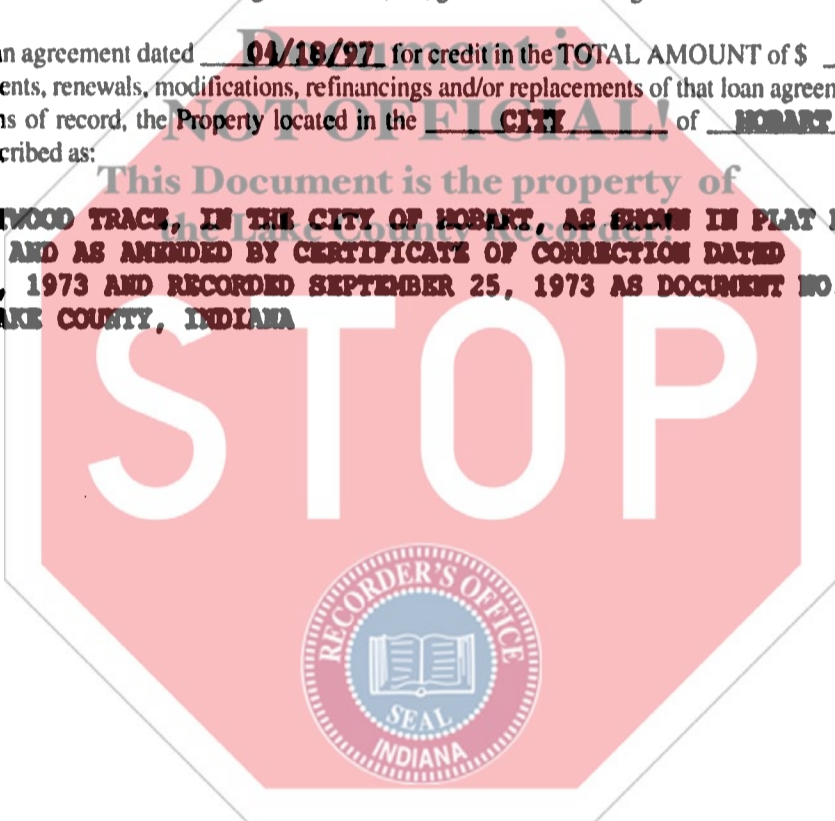 Document is
an agreement dated 04/18/97 for credit in the TOTAL AMOUNT of $
ents, renewals, modifications, refinancings and/or replacements of that loan agreem
NOT OFFICIAL!
ns of record, the Property located in the CITY of HOBART
cribed as:
This Document is the property of
WOOD TRACE, IN THE CITY OF HOBART, AS SHOWN IN PLAT
the Lake County Recorder!
AND AS AMENDED BY CERTIFICATE OF CORRECTION DATED
, 1973 AND RECORDED SEPTEMBER 25, 1973 AS DOCUMENT NO
AKE COUNTY, INDIANA
STOP
RECORDER'S OFFICE
SEAL
INDIANA